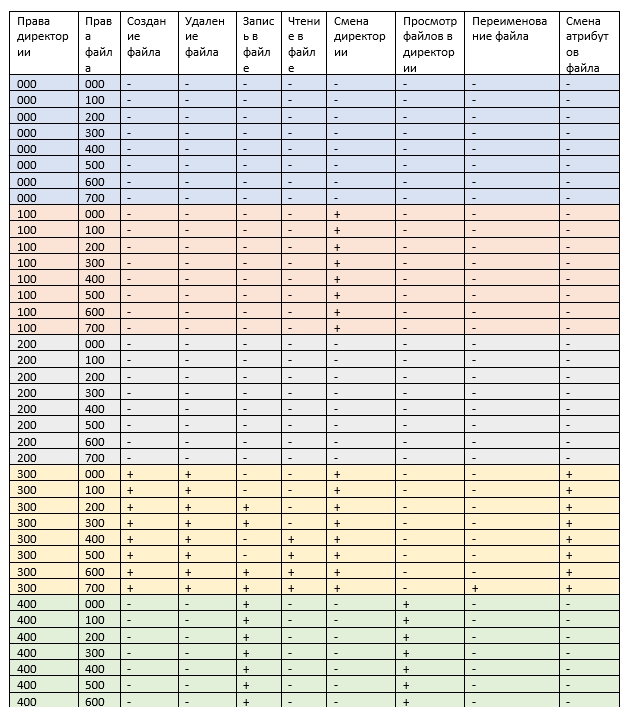 Права директории | Права файла | Создание файла | Удаление файла | Запись в файле | Чтение в файле | Смена директории | Просмотр файлов в директории | Переименование файла | Смена атрибутов файла
000 000 - - - - - - - -
000 100 - - - - - - - -
000 200 - - - - - - - -
000 300 - - - - - - - -
000 400 - - - - - - - -
000 500 - - - - - - - -
000 600 - - - - - - - -
000 700 - - - - - - - -
100 000 - - - - + - - -
100 100 - - - - + - - -
100 200 - - - - + - - -
100 300 - - - - + - - -
100 400 - - - - + - - -
100 500 - - - - + - - -
100 600 - - - - + - - -
100 700 - - - - + - - -
200 000 - - - - - - - -
200 100 - - - - - - - -
200 200 - - - - - - - -
200 300 - - - - - - - -
200 400 - - - - - - - -
200 500 - - - - - - - -
200 600 - - - - - - - -
200 700 - - - - - - - -
300 000 + + - - + - - +
300 100 + + - - + - - +
300 200 + + + - + - - +
300 300 + + + - + - - +
300 400 + + - + + - - +
300 500 + + - + + - - +
300 600 + + + + + - - +
300 700 + + + + + - + +
400 000 - - + - - + - -
400 100 - - + - - + - -
400 200 - - + - - + - -
400 300 - - + - - + - -
400 400 - - + - - + - -
400 500 - - + - - + - -
400 600 - - + - - + - -